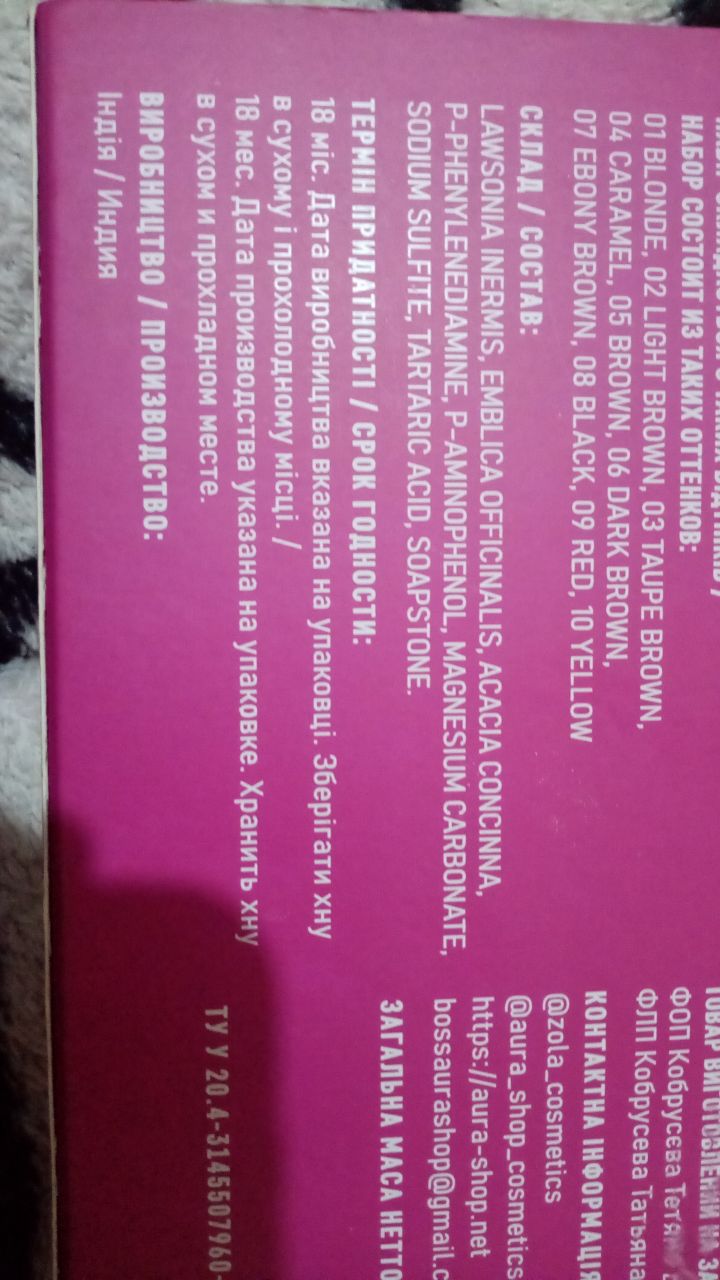 НАБОР СОСТОИТ ИЗ ТАКИХ ОТТЕНКОВ:
01 BLONDE, 02 LIGHT BROWN, 03 TAUPE BROWN,
04 CARAMEL, 05 BROWN, 06 DARK BROWN,
07 EBONY BROWN, 08 BLACK, 09 RED, 10 YELLOW
СКЛАД / СОСТАВ:
LAWSONIA INERMIS, EMBLICA OFFICINALIS, ACACIA CONCINNA,
P-PHENYLENEDIAMINE, P-AMINOPHENOL, MAGNESIUM CARBONATE,
SODIUM SULFITE, TARTARIC ACID, SOAPSTONE.
ТЕРМІН ПРИДАТНОСТІ / СРОК ГОДНОСТИ:
18 міс. Дата виробництва вказана на упаковці. Зберігати хну
в сухому і прохолодному місці. /
18 мес. Дата производства указана на упаковке. Хранить хну
в сухом и прохладном месте.
ВИРОБНИЦТВО / ПРОИЗВОДСТВО:
Індія / Индия
ТОВАР ВИГОТОВЛЕНИЙ НА
ФОП Кобрусєва
ФЛП Кобрусева Татьяна
КОНТАКТНА ІНФОРМАЦІЯ
@zola_cosmetics
@aura_shop_cosmetics
https://aura-shop.net
bossaurashop@gmail.c
ЗАГАЛЬНА МАСА НЕТТО
ТУ У 20.4-3145507960-